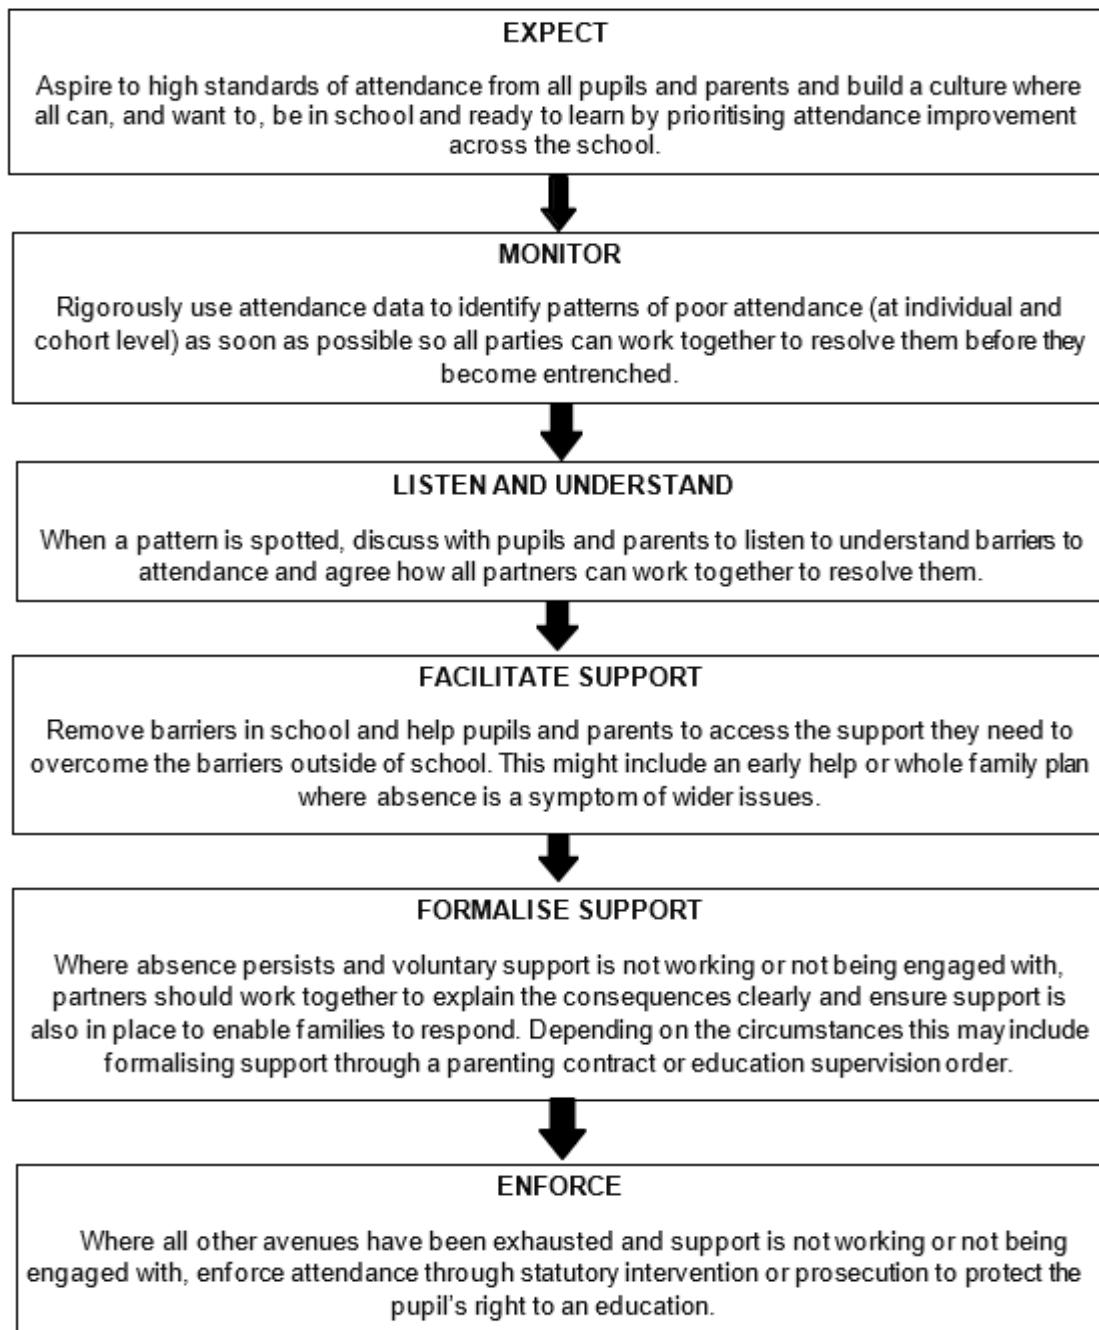 EXPECT
Aspire to high standards of attendance from all pupils and parents and build a culture where
all can, and want to, be in school and ready to learn by prioritising attendance improvement
across the school.
MONITOR
Rigorously use attendance data to identify patterns of poor attendance (at individual and
cohort level) as soon as possible so all parties can work together to resolve them before they
become entrenched.
LISTEN AND UNDERSTAND
When a pattern is spotted, discuss with pupils and parents to listen to understand barriers to
attendance and agree how all partners can work together to resolve them.
FACILITATE SUPPORT
Remove barriers in school and help pupils and parents to access the support they need to
overcome the barriers outside of school. This might include an early help or whole family plan
where absence is a symptom of wider issues.
FORMALISE SUPPORT
Where absence persists and voluntary support is not working or not being engaged with,
partners should work together to explain the consequences clearly and ensure support is
also in place to enable families to respond. Depending on the circumstances this may include
formalising support through a parenting contract or education supervision order.
ENFORCE
Where all other avenues have been exhausted and support is not working or not being
engaged with, enforce attendance through statutory intervention or prosecution to protect the
pupil's right to an education.